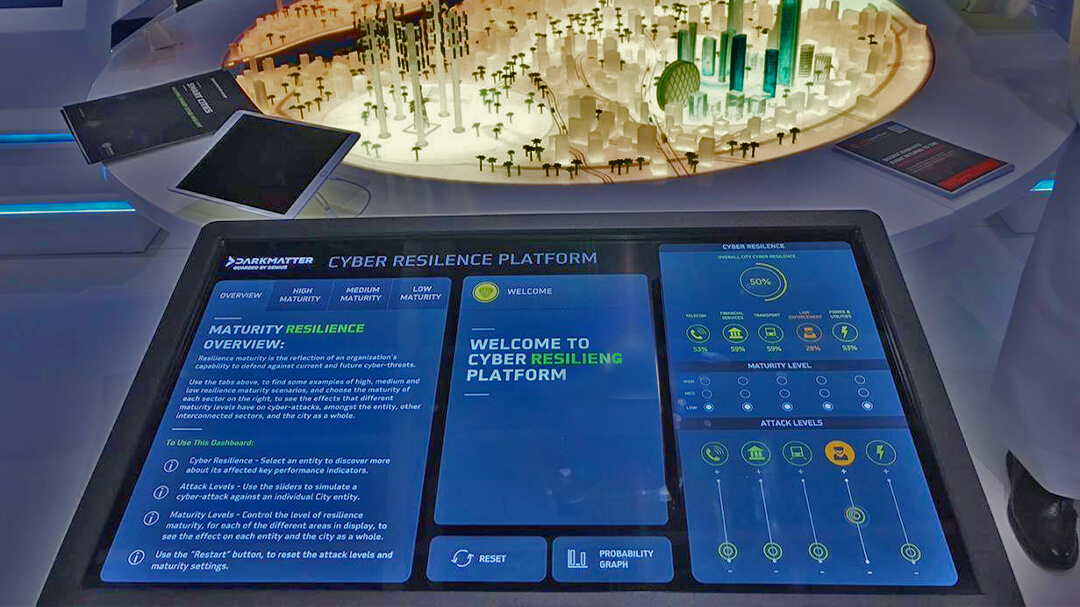 SMART CITIES
DARKMATTER
GUARDED BY GENIUS
CYBER RESILENCE PLATFORM
OVERVIEW
HIGH
MATURITY
MEDIUM
MATURITY
LOW
MATURITY
MATURITY RESILIENCE
OVERVIEW:
Resilience maturity is the reflection of an organization's
capability to defend against current and future cyber-threats.
Use the tabs above, to find some examples of high, medium and
low resilience maturity scenarios, and choose the maturity of
each sector on the right, to see the effects that different
maturity levels have on cyber-attacks, amongst the entity, other
interconnected sectors, and the city as a whole.
To Use This Dashboard:
Cyber Resilience - Select an entity to discover more
about its affected key performance indicators.
Attack Levels - Use the sliders to simulate a
cyber-attack against an individual City entity.
Maturity Levels - Control the level of resilience
maturity, for each of the different areas in display, to
see the effect on each entity and the city as a whole.
Use the "Restart" button, to reset the attack levels and
maturity settings.
WELCOME
WELCOME TO
CYBER RESILIENG
PLATFORM
RESET
PROBABILITY
GRAPH
CYBER RESILENCE
OVERALL CITY CYBER RESILENCE
50%
TELECOM
FINANCIAL
SERVICES
TRANSPORT
LAW
ENFORCEMENT
POWER &
UTILITIES
53% 59% 59% 28% 53%
MATURITY LEVEL
HIGH
MED
LOW
ATTACK LEVELS
+ + + + +
- - - - -